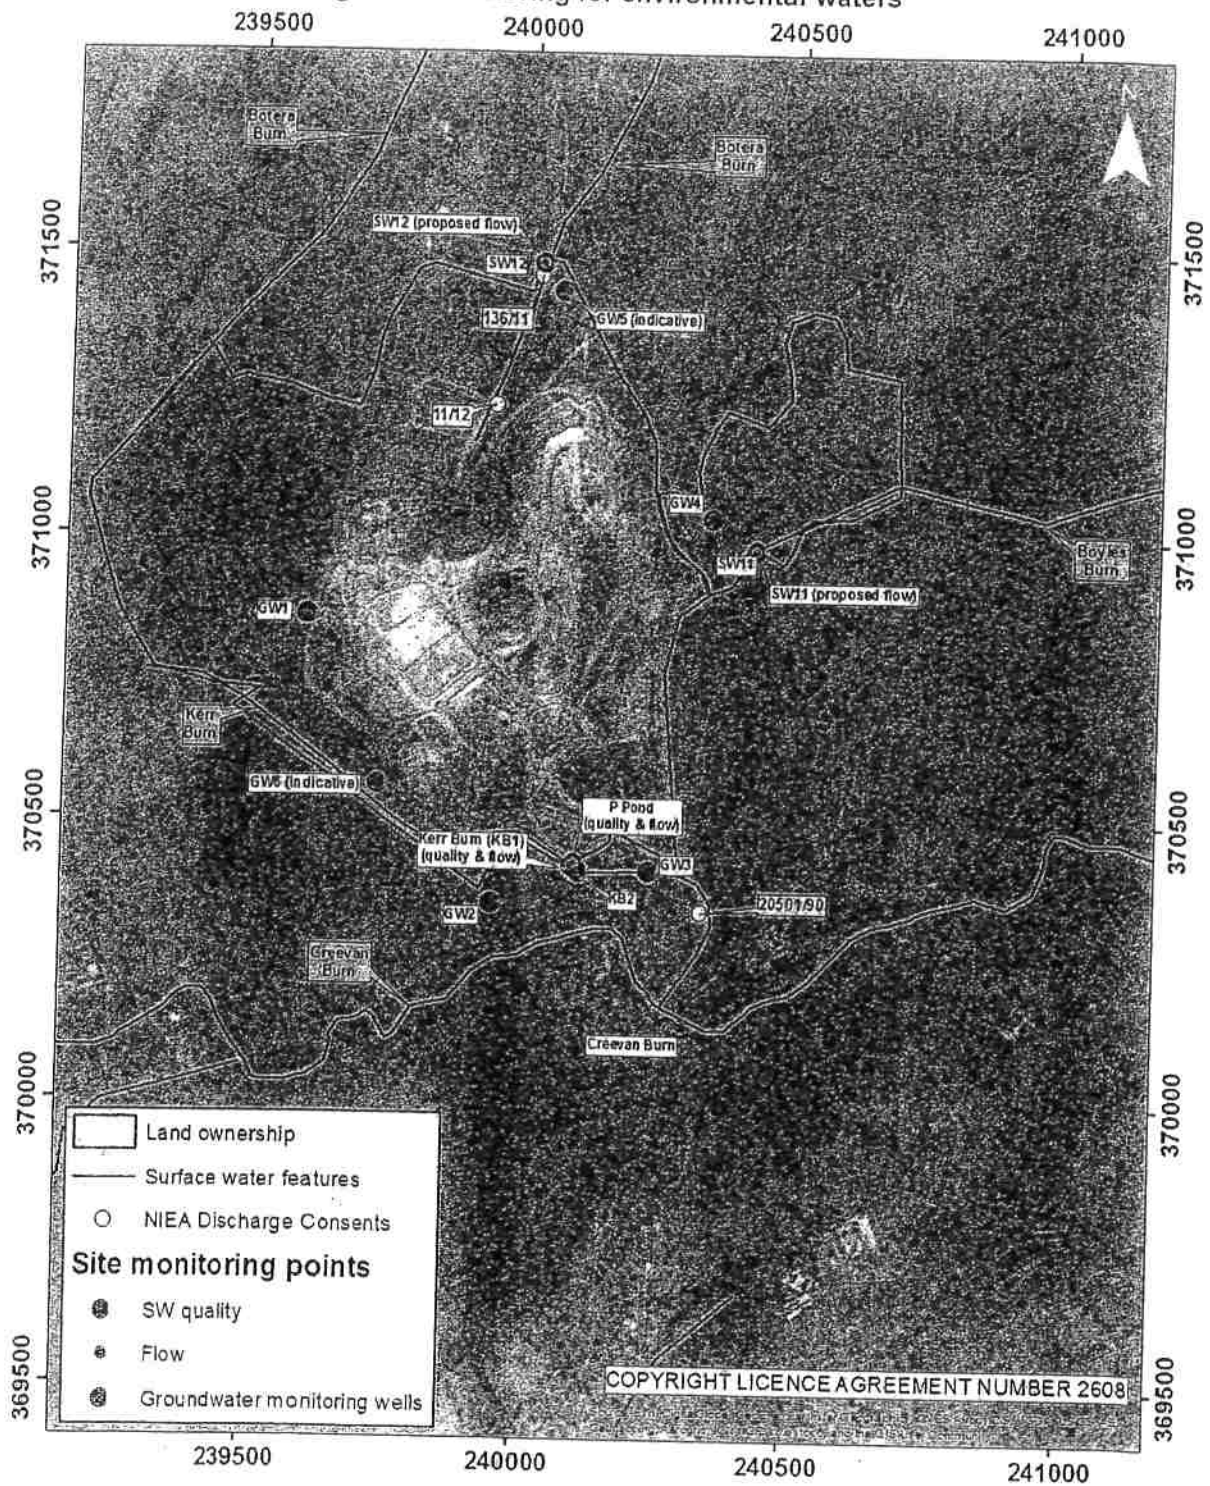 ing for environmental waters
239500
240000
240500
241000
Botera
Burn
Botera
Burn
N
SW12 (proposed flow)
SW12
136/11
GW5 (indicative)
11/12
371500
371500
GW4
SW11
SW11 (proposed flow)
Boyles
Burn
371000
371000
GW1
Kerr
Burn
GW6 (indicative)
P Pond
(quality & flow)
Kerr Burn (KB1)
(quality & flow)
GW3
KB2
GW2
20501/90
370500
370500
Creevan
Burn
Creevan Burn
370000
370000
Land ownership
Surface water features
NIEA Discharge Consents
Site monitoring points
SW quality
Flow
Groundwater monitoring wells
COPYRIGHT LICENCE AGREEMENT NUMBER 2608
369500
369500
239500
240000
240500
241000